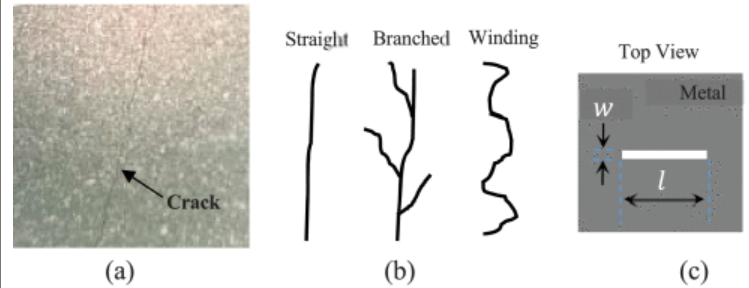 Crack
(a)
Straight Branched Winding
(b)
Top View
Metal
w
l
(c)